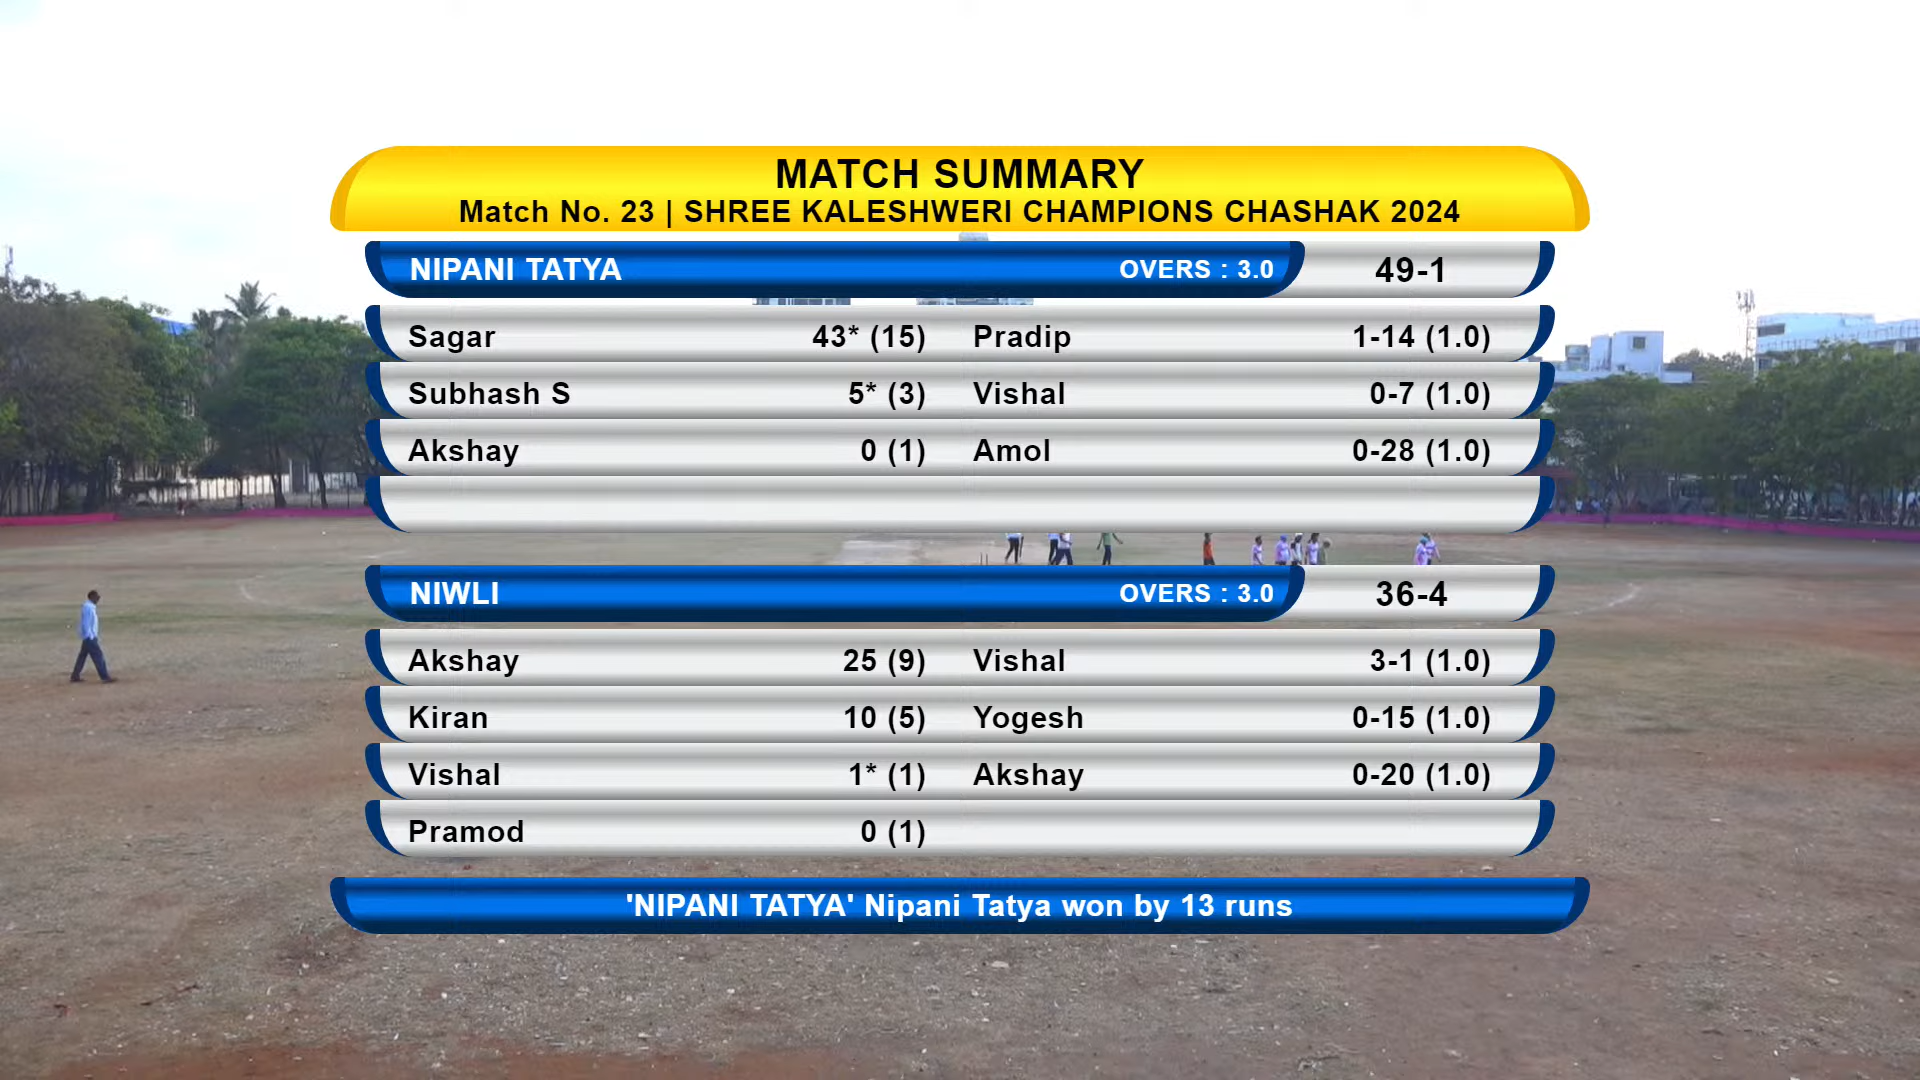 MATCH SUMMARY
Match No. 23 | SHREE KALESHWERI CHAMPIONS CHASHAK 2024
NIPANI TATYA OVERS : 3.0 49-1
Sagar 43* (15) Pradip 1-14 (1.0)
Subhash S 5* (3) Vishal 0-7 (1.0)
Akshay 0 (1) Amol 0-28 (1.0)
NIWLI OVERS : 3.0 36-4
Akshay 25 (9) Vishal 3-1 (1.0)
Kiran 10 (5) Yogesh 0-15 (1.0)
Vishal 1* (1) Akshay 0-20 (1.0)
Pramod 0 (1)
'NIPANI TATYA' Nipani Tatya won by 13 runs